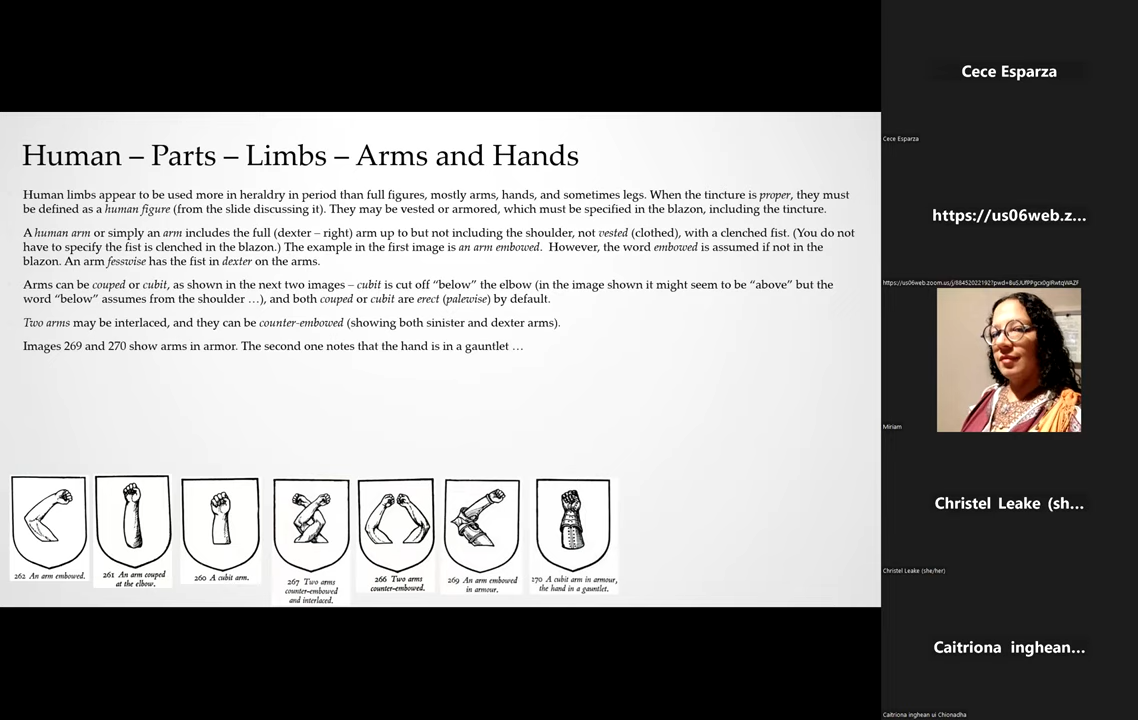 Human – Parts – Limbs – Arms and Hands
Human limbs appear to be used more in heraldry in period than full figures, mostly arms, hands, and sometimes legs. When the tincture is proper, they must
be defined as a human figure (from the slide discussing it). They may be vested or armored, which must be specified in the blazon, including the tincture.
A human arm or simply an arm includes the full (dexter – right) arm up to but not including the shoulder, not vested (clothed), with a clenched fist. (You do not
have to specify the fist is clenched in the blazon.) The example in the first image is an arm embowed. However, the word embowed is assumed if not in the
blazon. An arm fesswise has the fist in dexter on the arms.
Arms can be couped or cubit, as shown in the next two images – cubit is cut off “below” the elbow (in the image shown it might seem to be “above” but the
word “below” assumes from the shoulder …), and both couped or cubit are erect (palewise) by default.
Two arms may be interlaced, and they can be counter-embowed (showing both sinister and dexter arms).
Images 269 and 270 show arms in armor. The second one notes that the hand is in a gauntlet …
262 An arm embowed.
261 An arm couped
at the elbow.
260 A cubit arm.
267 Two arms
counter-embowed
and interlaced.
266 Two arms
counter-embowed.
269 An arm embowed
in armour.
270 A cubit arm in armour,
the hand in a gauntlet.
Cece Esparza
Cece Esparza
https://us06web.z...
Miriam
Christel Leake (sh...
Christel Leake (she/her)
Caitriona inghean...
Caitriona inghean ui Chionadha